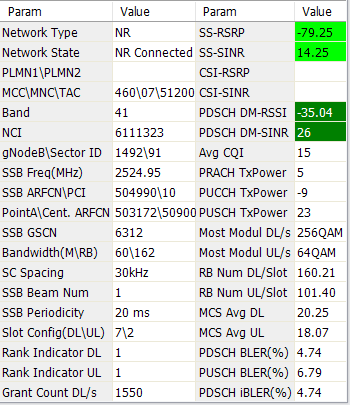 Param Value Param Value
Network Type NR SS-RSRP -79.25
Network State NR Connected SS-SINR 14.25
PLMN1\PLMN2 CSI-RSRP
MCC\MNC\TAC 460\07\51200 CSI-SINR
Band 41 PDSCH DM-RSSI -35.04
NCI 6111323 PDSCH DM-SINR 26
gNodeB\Sector ID 1492\91 Avg CQI 15
SSB Freq(MHz) 2524.95 PRACH TxPower 5
SSB ARFCN\PCI 504990\10 PUCCH TxPower -9
PointA\Cent. ARFCN 503172\50900 PUSCH TxPower 23
SSB GSCN 6312 Most Modul DL/s 256QAM
Bandwidth(M\RB) 60\162 Most Modul UL/s 64QAM
SC Spacing 30kHz RB Num DL/Slot 160.21
SSB Beam Num 1 RB Num UL/Slot 101.40
SSB Periodicity 20 ms MCS Avg DL 20.25
Slot Config(DL\UL) 7\2 MCS Avg UL 18.07
Rank Indicator DL 1 PDSCH BLER(%) 4.74
Rank Indicator UL 1 PUSCH BLER(%) 6.79
Grant Count DL/s 1550 PDSCH iBLER(%) 4.74